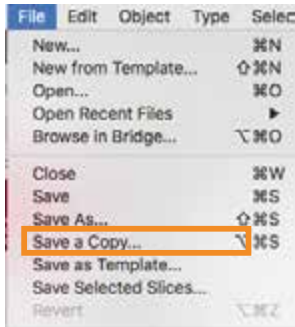 File Edit Object Type Selec
New... ⌘N
New from Template... ⇧⌘N
Open... ⌘O
Open Recent Files ▶
Browse in Bridge... ⌥⌘O
Close ⌘W
Save ⌘S
Save As... ⇧⌘S
Save a Copy... ⌥⌘S
Save as Template...
Save Selected Slices...
Revert ⌥⌘Z